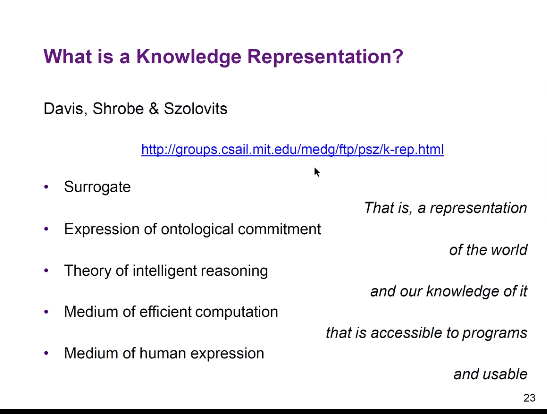 What is a Knowledge Representation?
Davis, Shrobe & Szolovits
http://groups.csail.mit.edu/medg/ftp/psz/k-rep.html
• Surrogate
That is, a representation
• Expression of ontological commitment
of the world
• Theory of intelligent reasoning
and our knowledge of it
• Medium of efficient computation
that is accessible to programs
• Medium of human expression
and usable
23